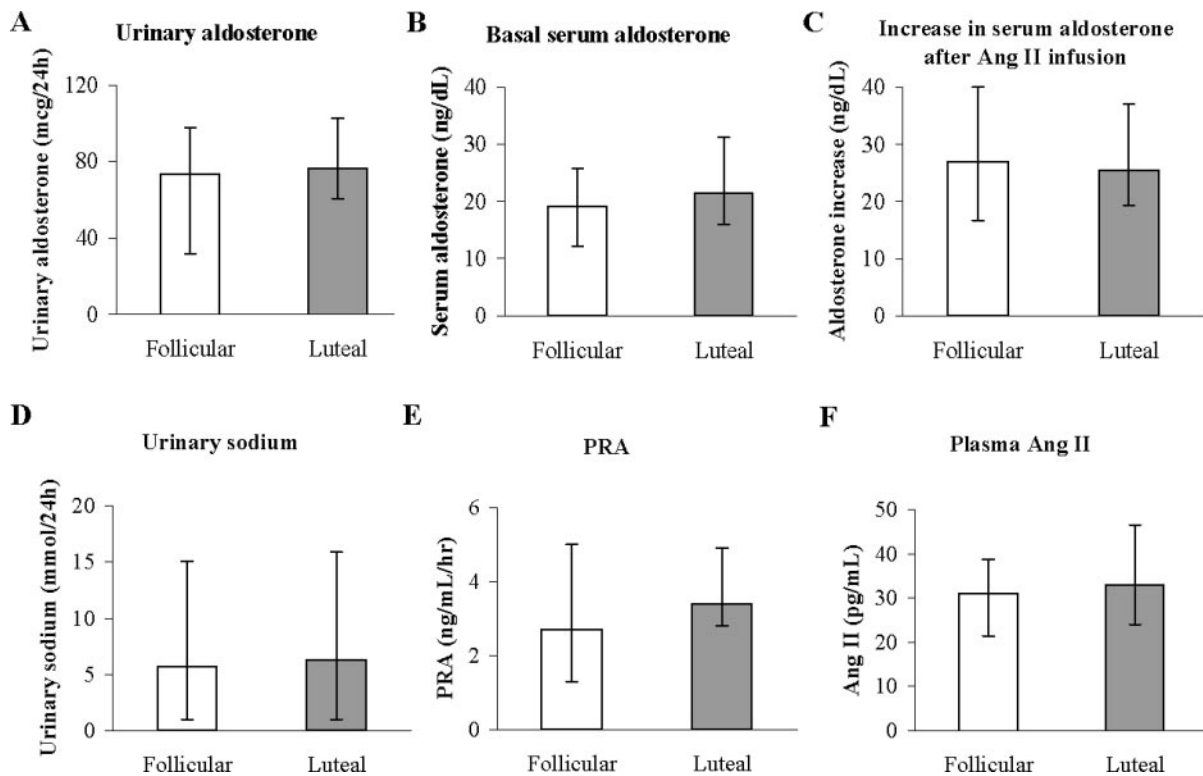 A
Urinary aldosterone
Urinary aldosterone (mcg/24h)
120
80
40
0
Follicular
Luteal
B
Basal serum aldosterone
Serum aldosterone (ng/dL)
40
30
20
10
0
Follicular
Luteal
C
Increase in serum aldosterone
after Ang II infusion
Aldosterone increase (ng/dL)
40
30
20
10
0
Follicular
Luteal
D
Urinary sodium
Urinary sodium (mmol/24h)
20
15
10
5
0
Follicular
Luteal
E
PRA
PRA (ng/mL/hr)
6
4
2
0
Follicular
Luteal
F
Plasma Ang II
Ang II (pg/mL)
50
40
30
20
10
0
Follicular
Luteal